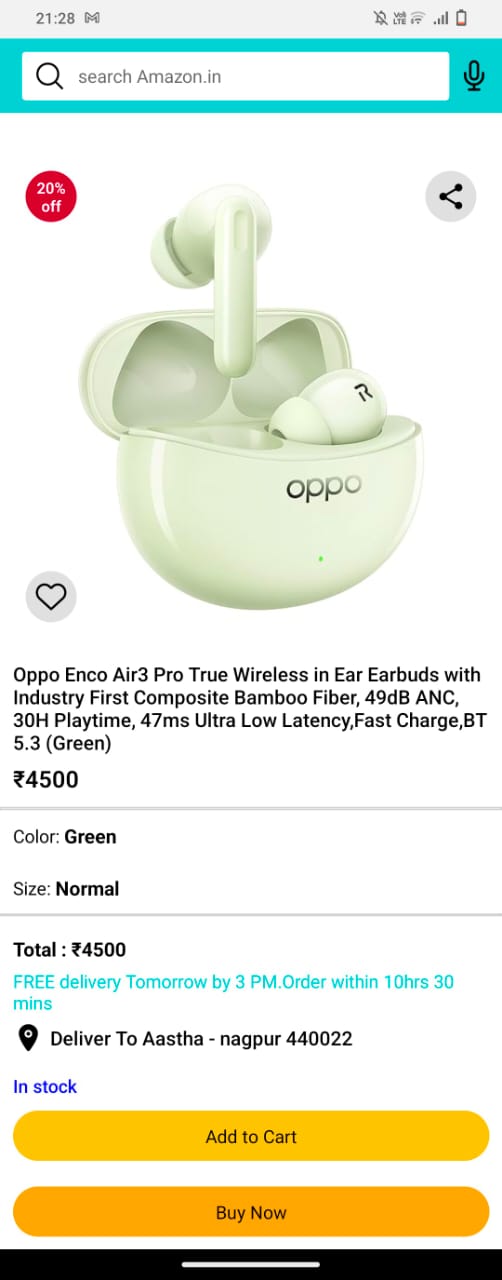 21:28
Vo) LTE
search Amazon.in
20%
off
R
oppo
Oppo Enco Air3 Pro True Wireless in Ear Earbuds with
Industry First Composite Bamboo Fiber, 49dB ANC,
30H Playtime, 47ms Ultra Low Latency,Fast Charge,BT
5.3 (Green)
₹4500
Color: Green
Size: Normal
Total : ₹4500
FREE delivery Tomorrow by 3 PM.Order within 10hrs 30
mins
Deliver To Aastha - nagpur 440022
In stock
Add to Cart
Buy Now